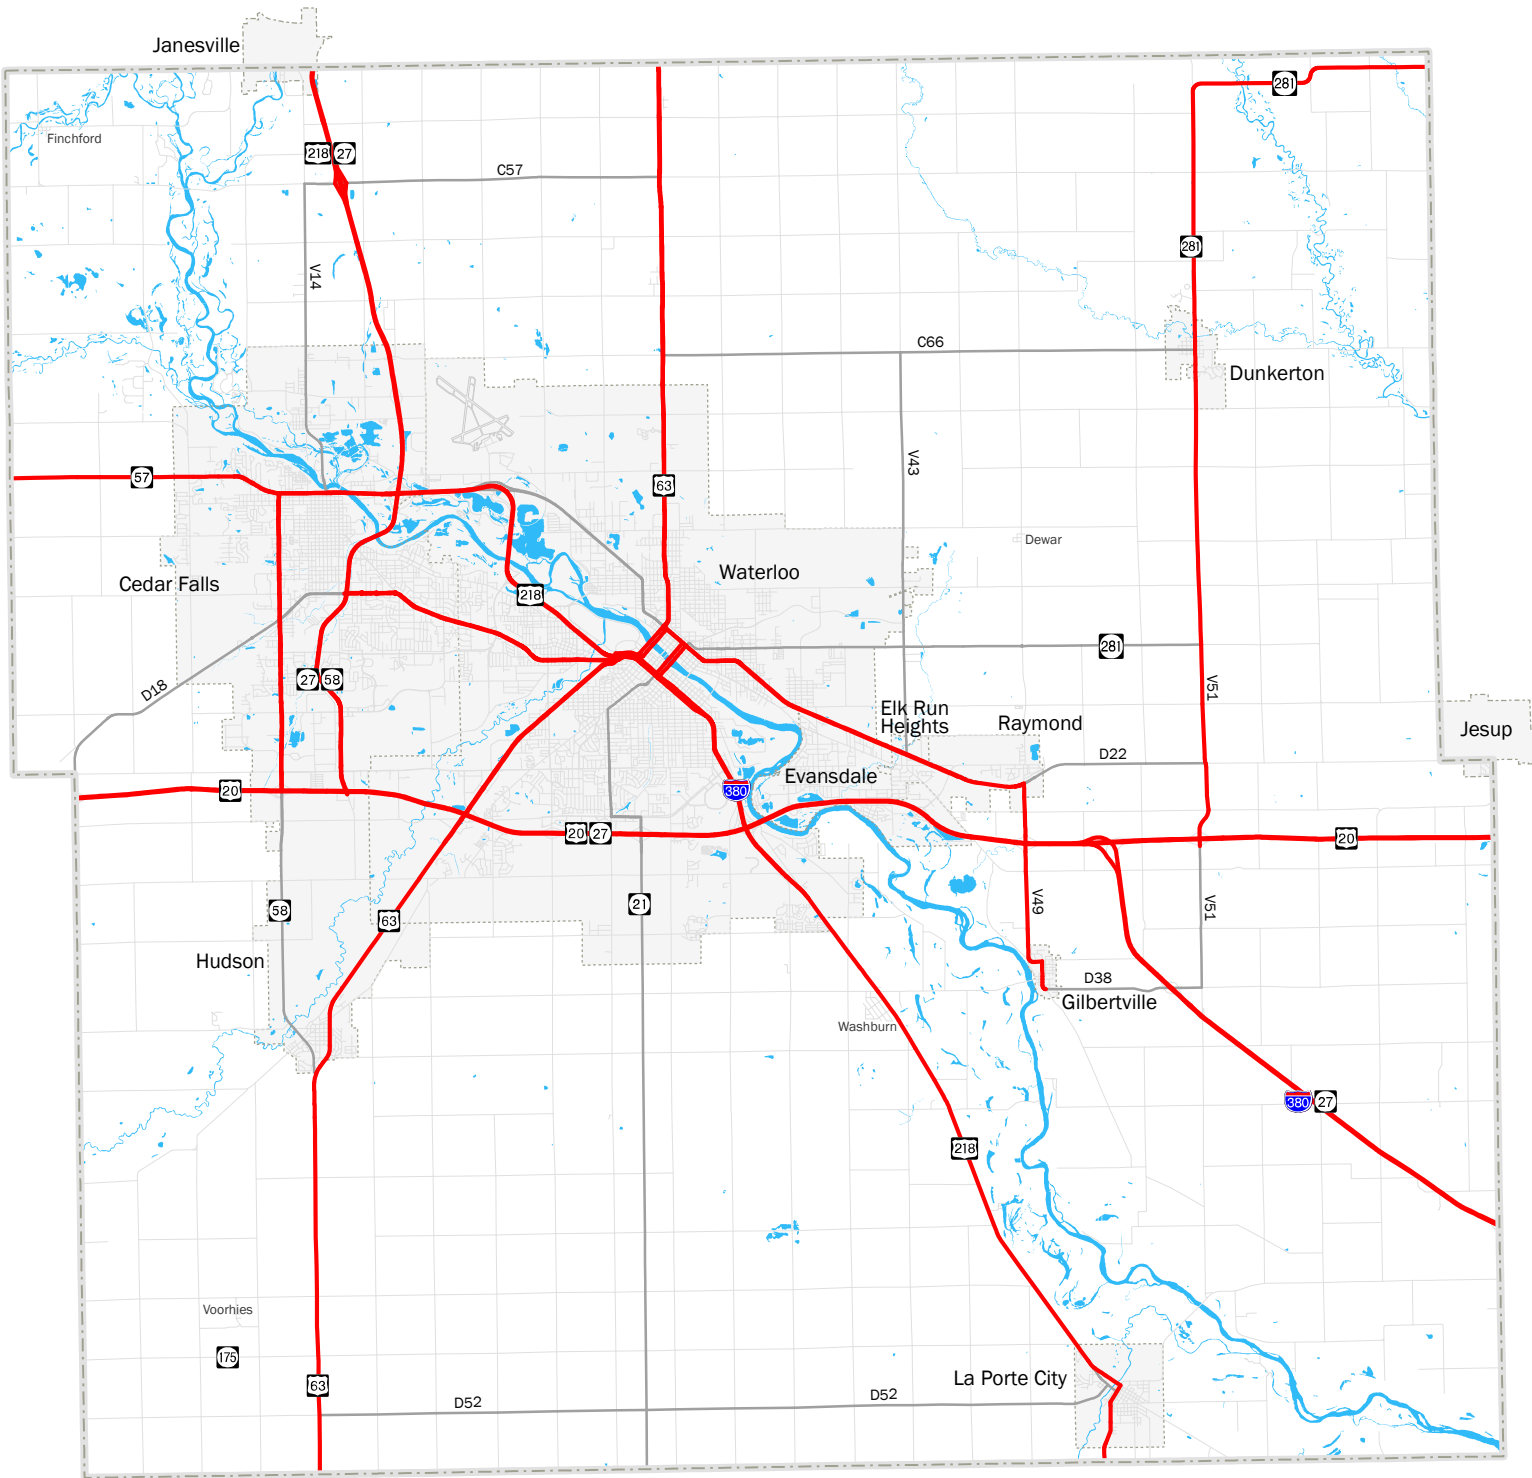 Janesville
281
Finchford
218
27
C57
281
V14
C66
Dunkerton
V43
57
63
Dewar
Waterloo
Cedar Falls
218
281
27
58
D18
V51
Elk Run
Heights
Raymond
Jesup
D22
Evansdale
380
20
20
27
20
V49
21
V51
58
63
Hudson
D38
Gilbertville
Washburn
380
27
218
Voorhies
175
La Porte City
63
D52
D52